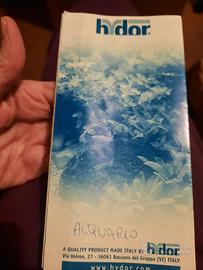 hydor
ACQUARIO
A QUALITY PRODUCT MADE ITALY BY hydor
Via Voiron, 27 - 36061 Bassano del Grappa (VI) ITALY
www.hydor.com